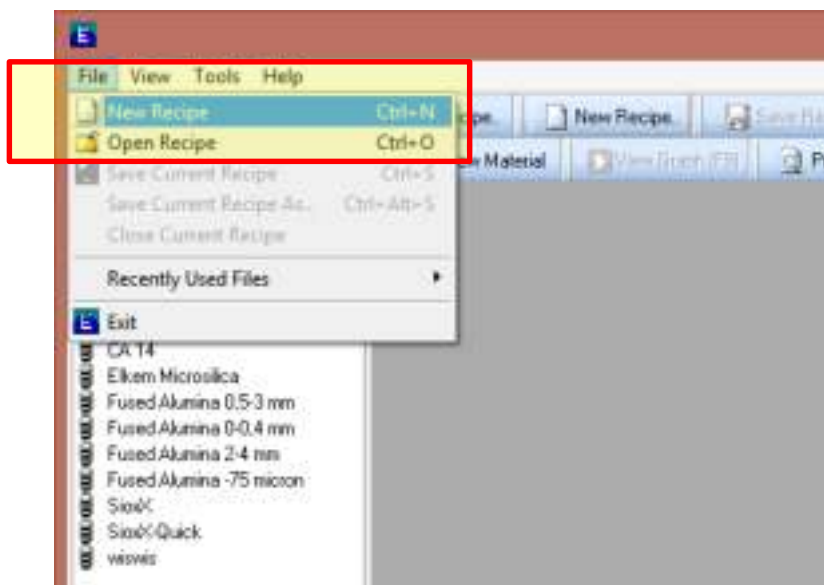 E
File View Tools Help
New Recipe Ctrl+N
Open Recipe Ctrl+O
Save Current Recipe Ctrl+S
Save Current Recipe As.. Ctrl+Alt+S
Close Current Recipe
Recently Used Files
E Exit
New Recipe
Material
View Graph (F9)
CA 14
Elkem Microsilica
Fused Alumina 0,5-3 mm
Fused Alumina 0-0,4 mm
Fused Alumina 2-4 mm
Fused Alumina -75 micron
SioxX
SioxX-Quick
wiswis